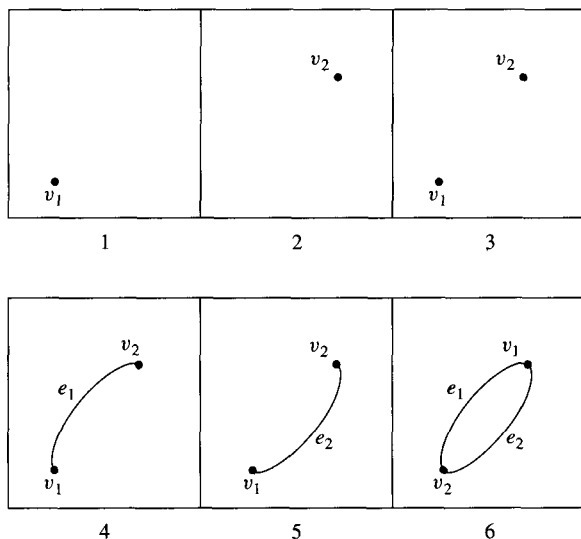 v₂ v₂
v₁ v₁
1 2 3
v₂ v₂ v₁
e₁ e₁
e₂ e₂
v₁ v₁ v₂
4 5 6